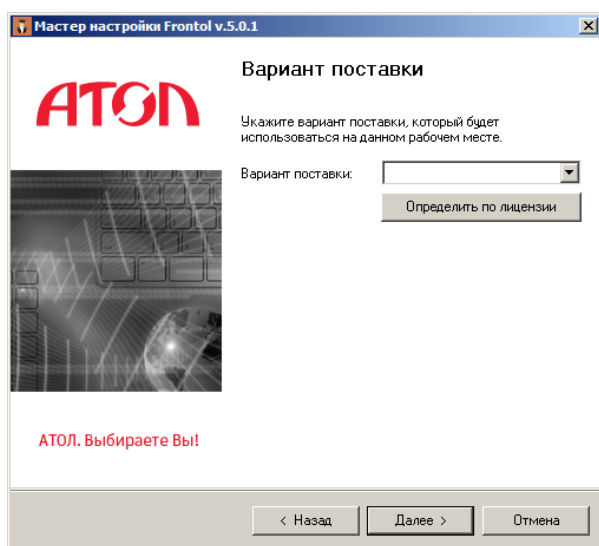 Мастер настройки Frontol v.5.0.1
АТОЛ
Вариант поставки
Укажите вариант поставки, который будет
использоваться на данном рабочем месте.
Вариант поставки:
Определить по лицензии
АТОЛ. Выбираете Вы!
< Назад
Далее >
Отмена